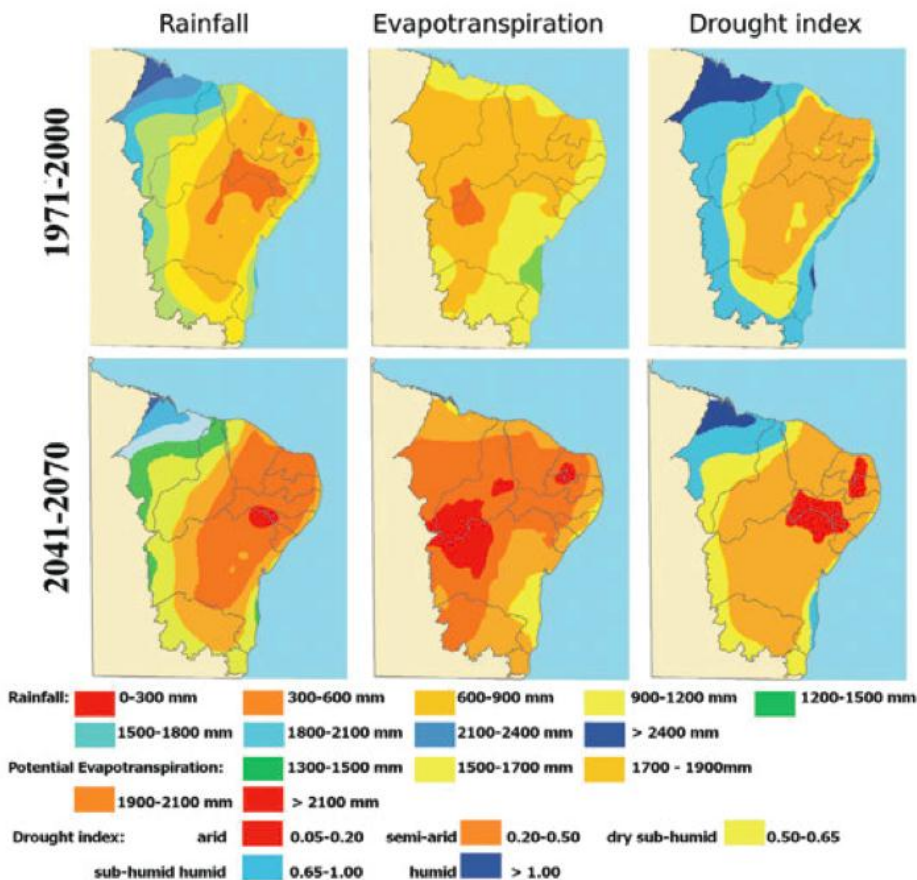 Rainfall Evapotranspiration Drought index
1971-2000
2041-2070
Rainfall: 0-300 mm 300-600 mm 600-900 mm 900-1200 mm 1200-1500 mm
1500-1800 mm 1800-2100 mm 2100-2400 mm > 2400 mm
Potential Evapotranspiration: 1300-1500 mm 1500-1700 mm 1700 - 1900mm
1900-2100 mm > 2100 mm
Drought index: arid 0.05-0.20 semi-arid 0.20-0.50 dry sub-humid 0.50-0.65
sub-humid humid 0.65-1.00 humid > 1.00